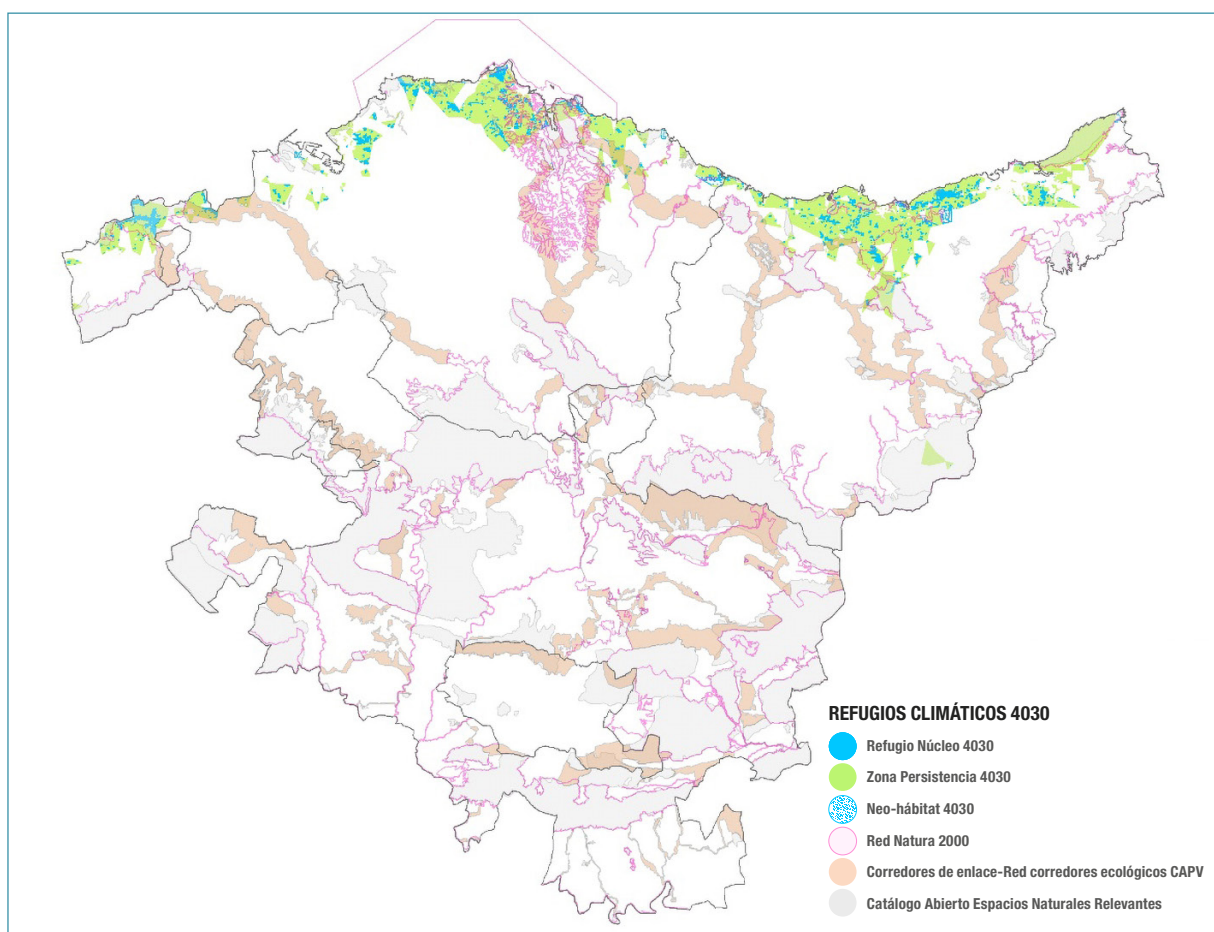 REFUGIOS CLIMÁTICOS 4030
Refugio Núcleo 4030
Zona Persistencia 4030
Neo-hábitat 4030
Red Natura 2000
Corredores de enlace-Red corredores ecológicos CAPV
Catálogo Abierto Espacios Naturales Relevantes